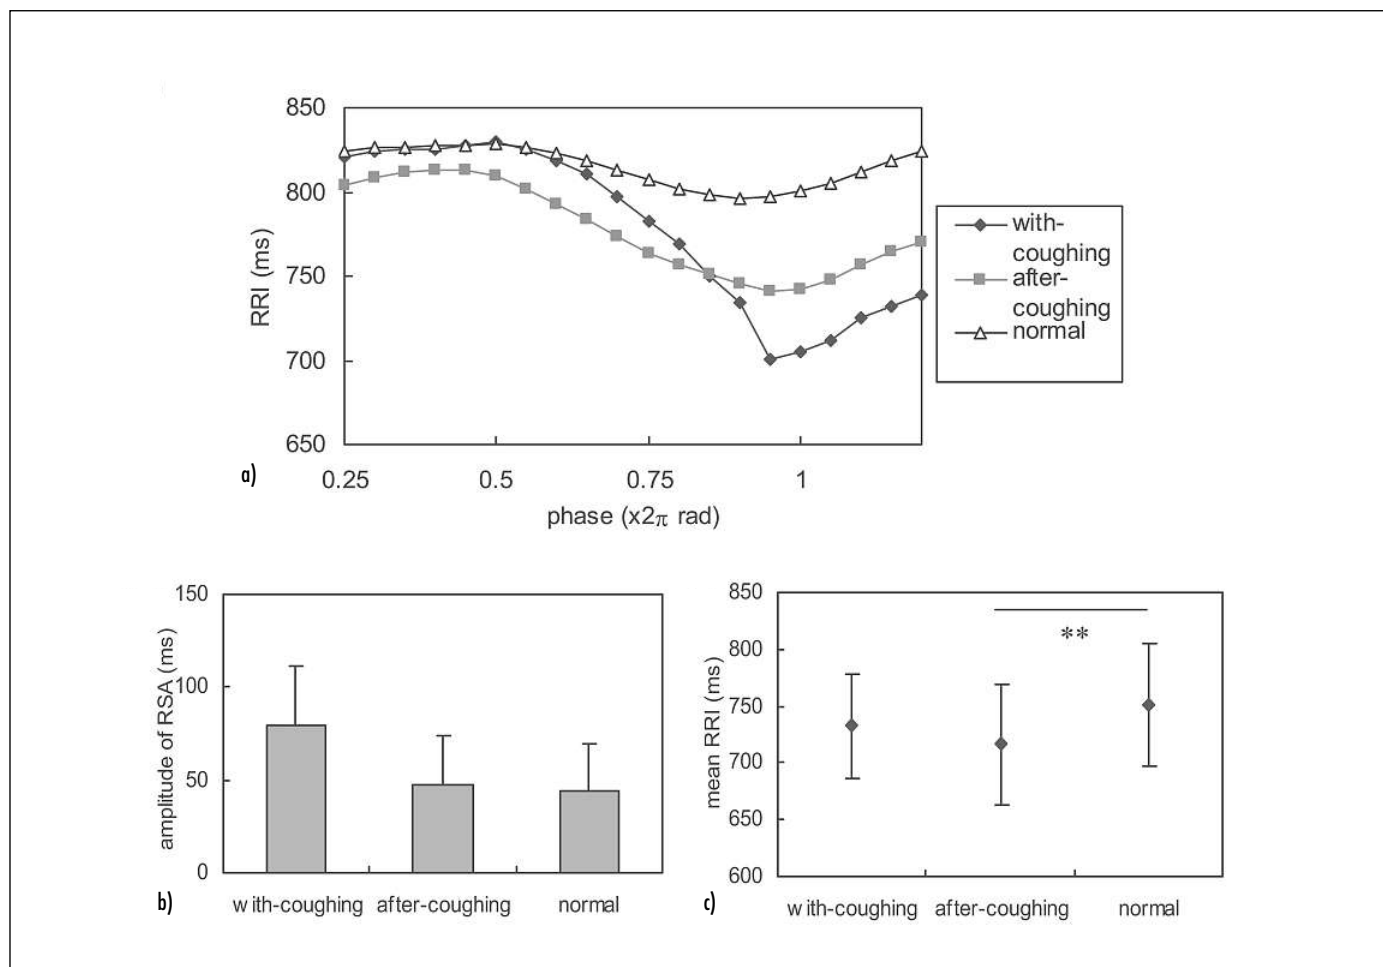 850
800
750
700
650
RRI (ms)
0.25 0.5 0.75 1
phase (x2π rad)
with-
coughing
after-
coughing
normal
a)
150
100
50
0
amplitude of RSA (ms)
with-coughing after-coughing normal
b)
850
800
750
700
650
600
mean RRI (ms)
**
with-coughing after-coughing normal
c)